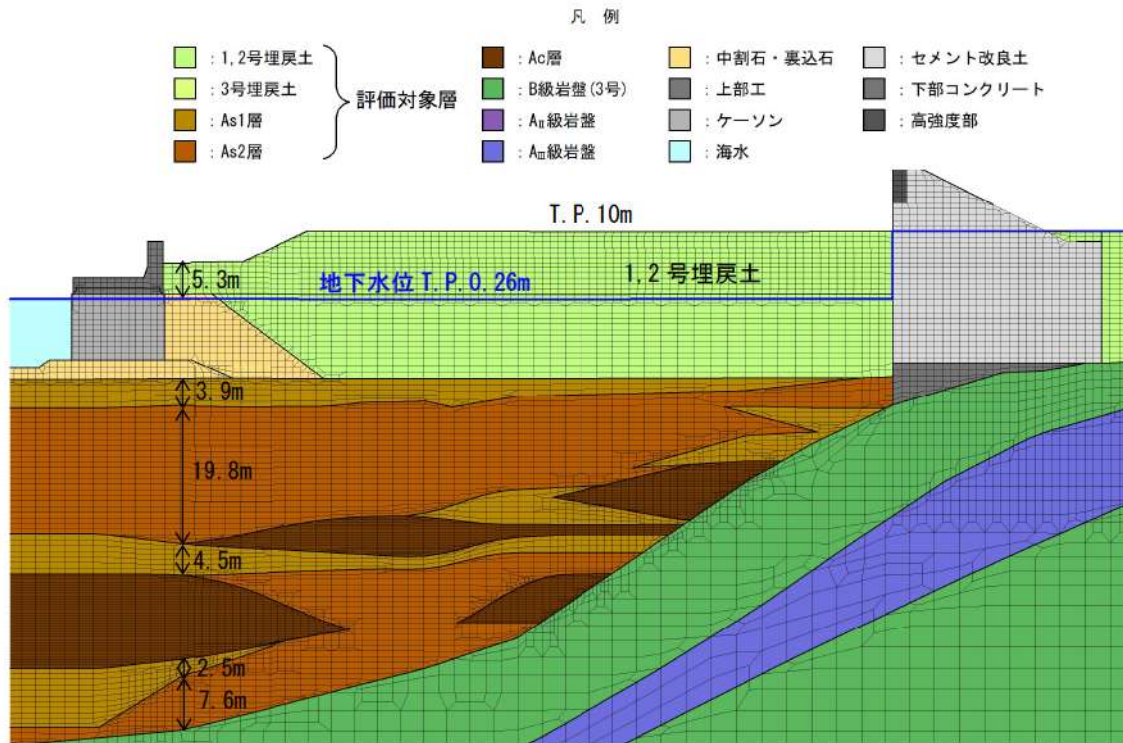 凡 例
：1,2号埋戻土
：3号埋戻土
：As1層
：As2層
評価対象層
：Ac層
：B級岩盤(3号)
：AⅡ級岩盤
：AⅢ級岩盤
：中割石・裏込石
：上部工
：ケーソン
：海水
：セメント改良土
：下部コンクリート
：高強度部
T.P.10m
5.3m
地下水位 T.P.0.26m
1,2号埋戻土
3.9m
19.8m
4.5m
2.5m
7.6m